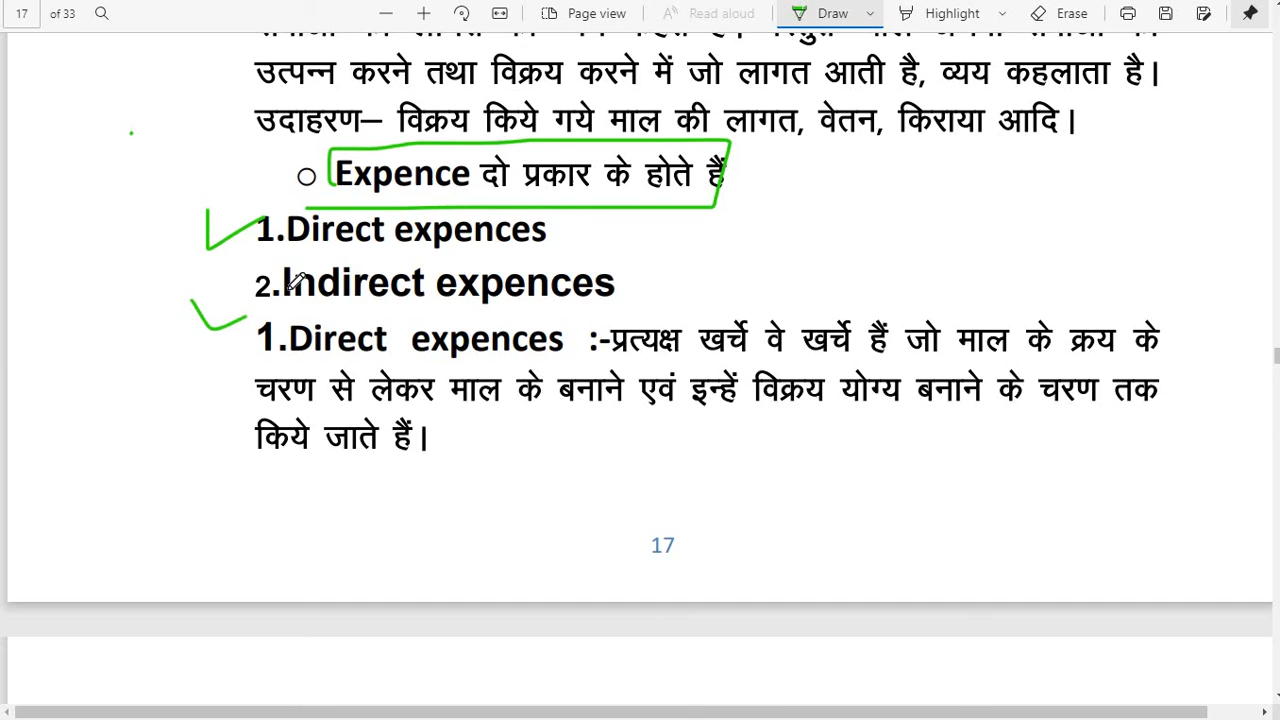 17 of 33 Page view Read aloud Draw Highlight Erase
उत्पन्न करने तथा विक्रय करने में जो लागत आती है, व्यय कहलाता है।
उदाहरण– विक्रय किये गये माल की लागत, वेतन, किराया आदि।
○ Expence दो प्रकार के होते हैं
1.Direct expences
2.Indirect expences
1.Direct expences :-प्रत्यक्ष खर्चे वे खर्चे हैं जो माल के क्रय के
चरण से लेकर माल के बनाने एवं इन्हें विक्रय योग्य बनाने के चरण तक
किये जाते हैं।
17